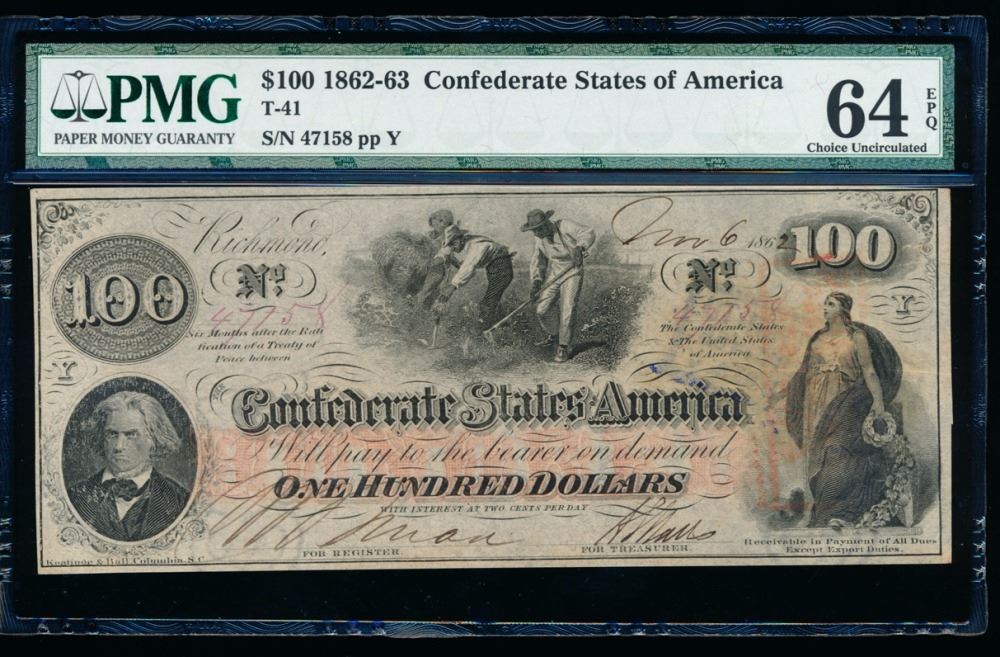 PMG
PAPER MONEY GUARANTY
$100 1862-63 Confederate States of America
T-41
S/N 47158 pp Y
64
EPQ
Choice Uncirculated
Richmond,
Nov 6 1862
100
100
No.
47158
No.
47158
Six Months after the Rati
fication of a Treaty of
Peace between
The Confederate States
& The United States
of America
Y
Y
Confederate States of America
Will pay to the bearer on demand
ONE HUNDRED DOLLARS
WITH INTEREST AT TWO CENTS PER DAY
FOR REGISTER.
FOR TREASURER.
Receivable in Payment of All Dues
Except Export Duties.
Keatinge & Ball, Columbia, S.C.